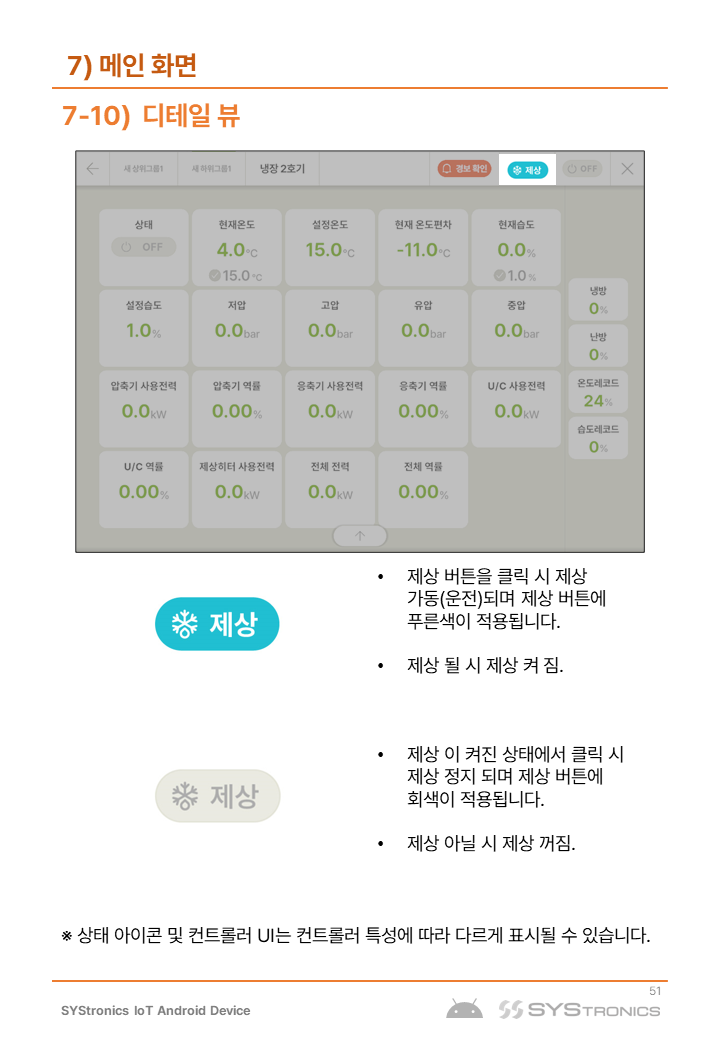 7) 메인 화면
7-10) 디테일 뷰
새 상위그룹1 새 하위그룹1 냉장 2호기 경보 확인 제상 OFF
상태 현재온도 설정온도 현재 온도편차 현재습도
OFF 4.0°C 15.0°C -11.0°C 0.0%
15.0°C 1.0%
냉방
0%
설정습도 저압 고압 유압 중압
1.0% 0.0bar 0.0bar 0.0bar 0.0bar
난방
0%
압축기 사용전력 압축기 역률 응축기 사용전력 응축기 역률 U/C 사용전력
0.0kW 0.00% 0.0kW 0.00% 0.0kW
온도레코드
24%
습도레코드
0%
U/C 역률 제상히터 사용전력 전체 전력 전체 역률
0.00% 0.0kW 0.0kW 0.00%
제상
• 제상 버튼을 클릭 시 제상
가동(운전)되며 제상 버튼에
푸른색이 적용됩니다.
• 제상 될 시 제상 켜 짐.
제상
• 제상 이 켜진 상태에서 클릭 시
제상 정지 되며 제상 버튼에
회색이 적용됩니다.
• 제상 아닐 시 제상 꺼짐.
※ 상태 아이콘 및 컨트롤러 UI는 컨트롤러 특성에 따라 다르게 표시될 수 있습니다.
51
SYStronics IoT Android Device
SYSTRONICS